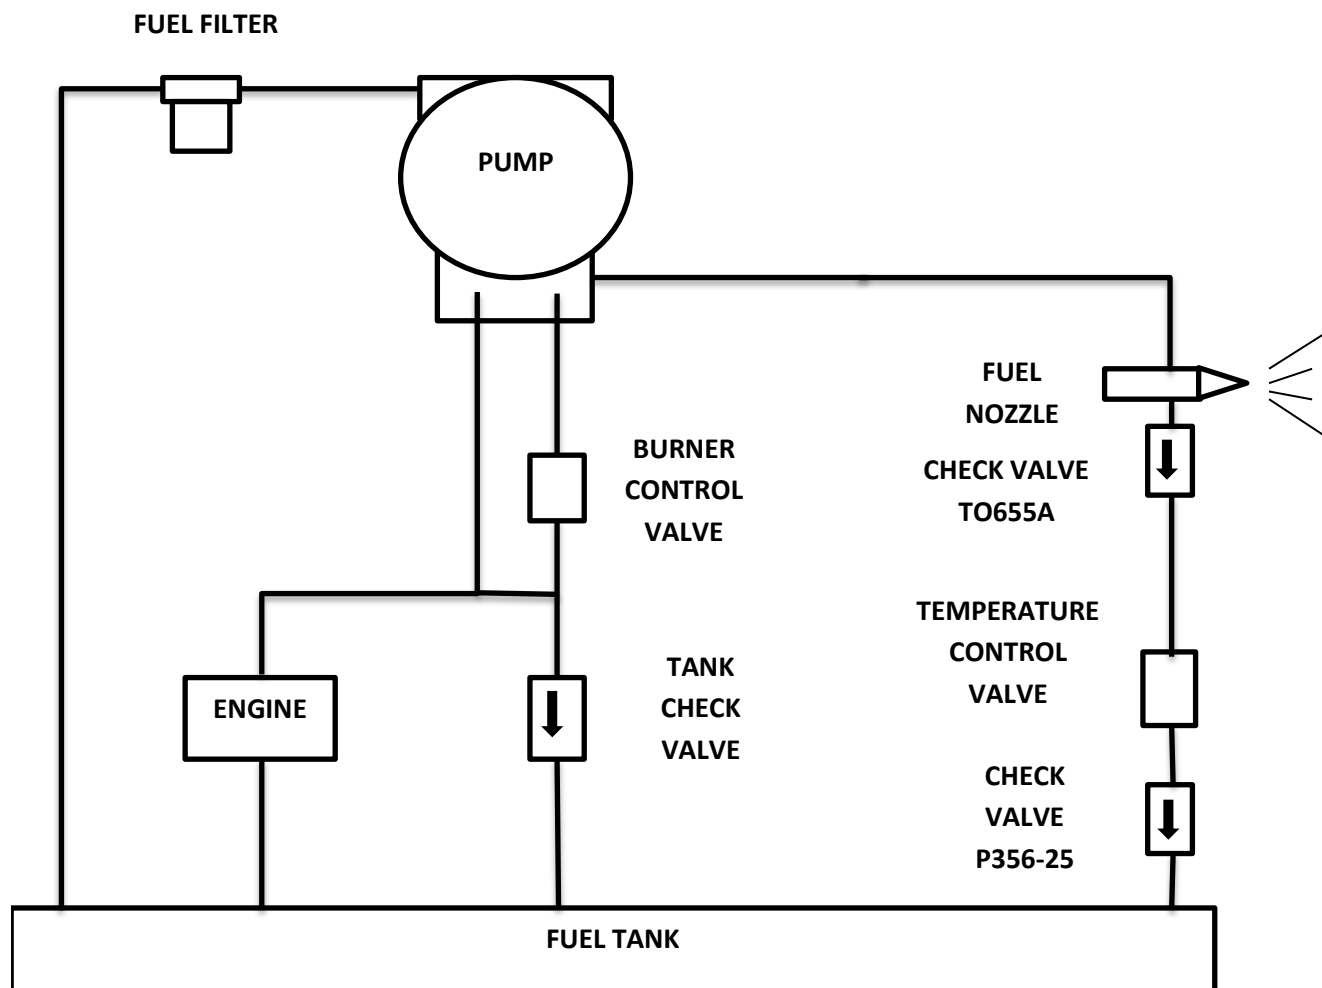 FUEL FILTER
PUMP
FUEL
NOZZLE
BURNER
CONTROL
VALVE
CHECK VALVE
TO655A
TEMPERATURE
CONTROL
VALVE
TANK
CHECK
VALVE
ENGINE
CHECK
VALVE
P356-25
FUEL TANK